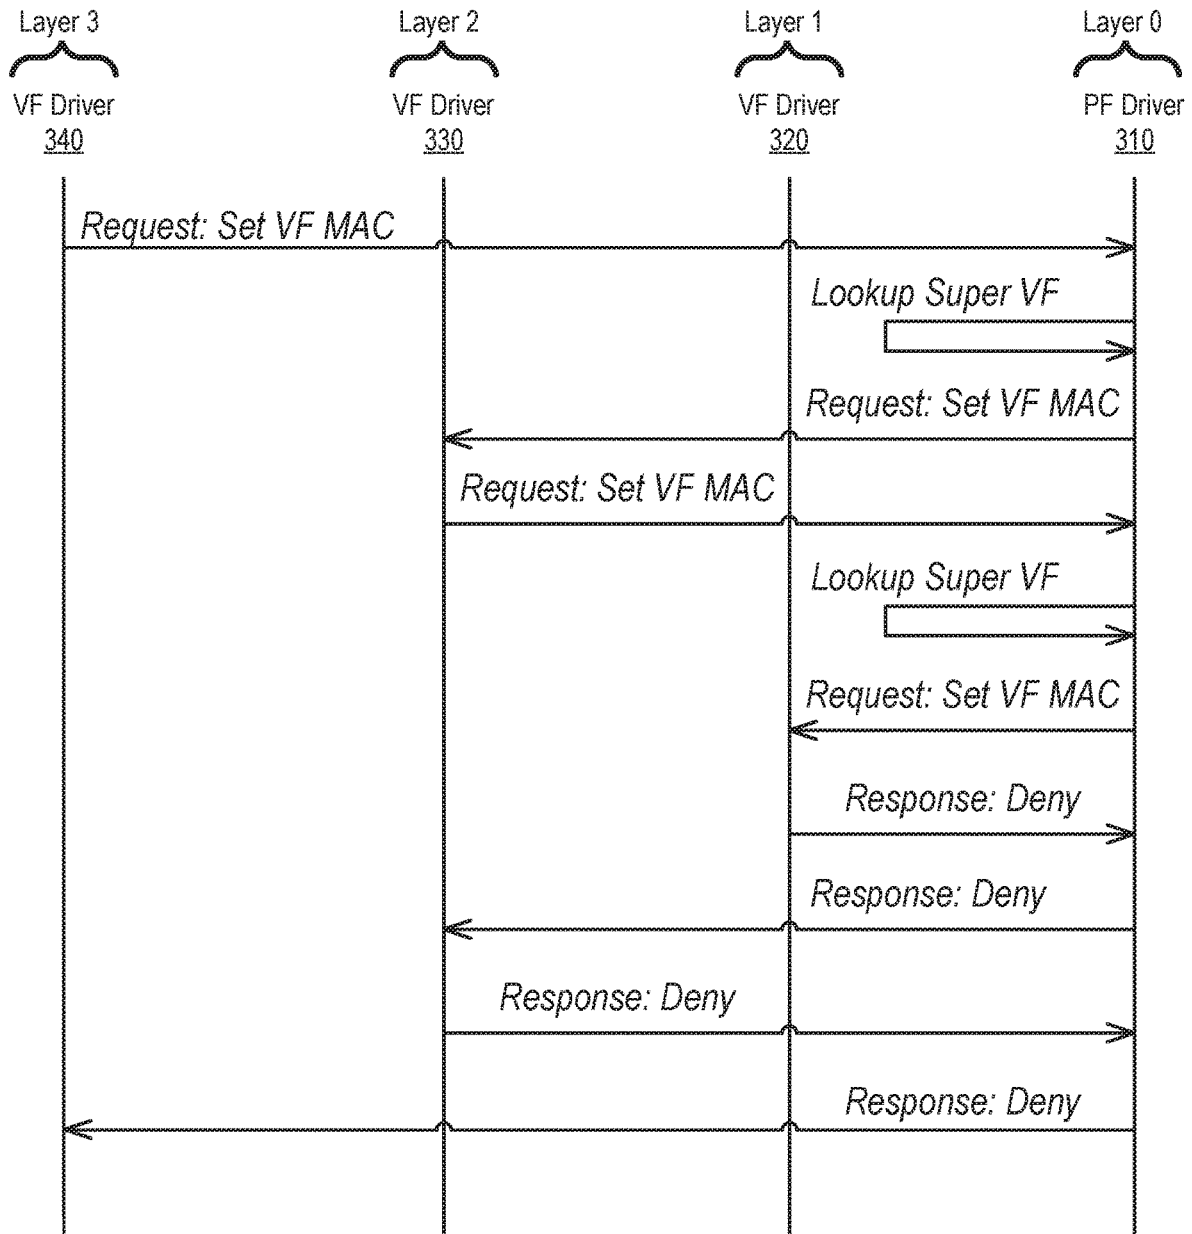 Layer 3 Layer 2 Layer 1 Layer 0
VF Driver VF Driver VF Driver PF Driver
340 330 320 310
Request: Set VF MAC
Lookup Super VF
Request: Set VF MAC
Request: Set VF MAC
Lookup Super VF
Request: Set VF MAC
Response: Deny
Response: Deny
Response: Deny
Response: Deny